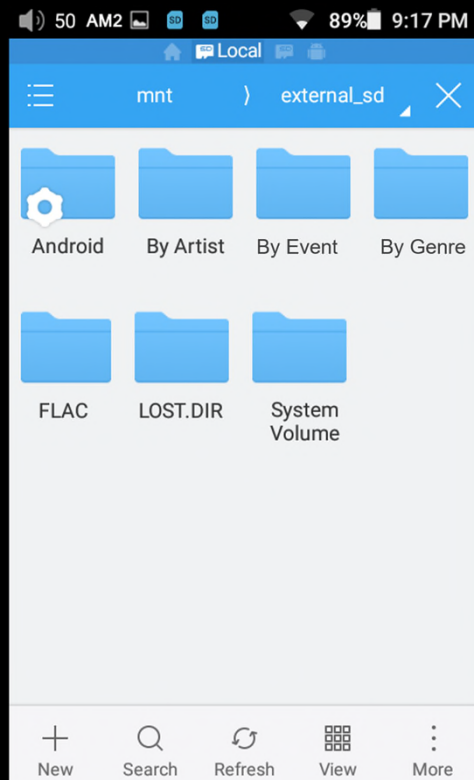 50 AM2 SD SD 89% 9:17 PM
Local
mnt ⟩ external_sd
Android By Artist By Event By Genre
FLAC LOST.DIR System
Volume
New Search Refresh View More